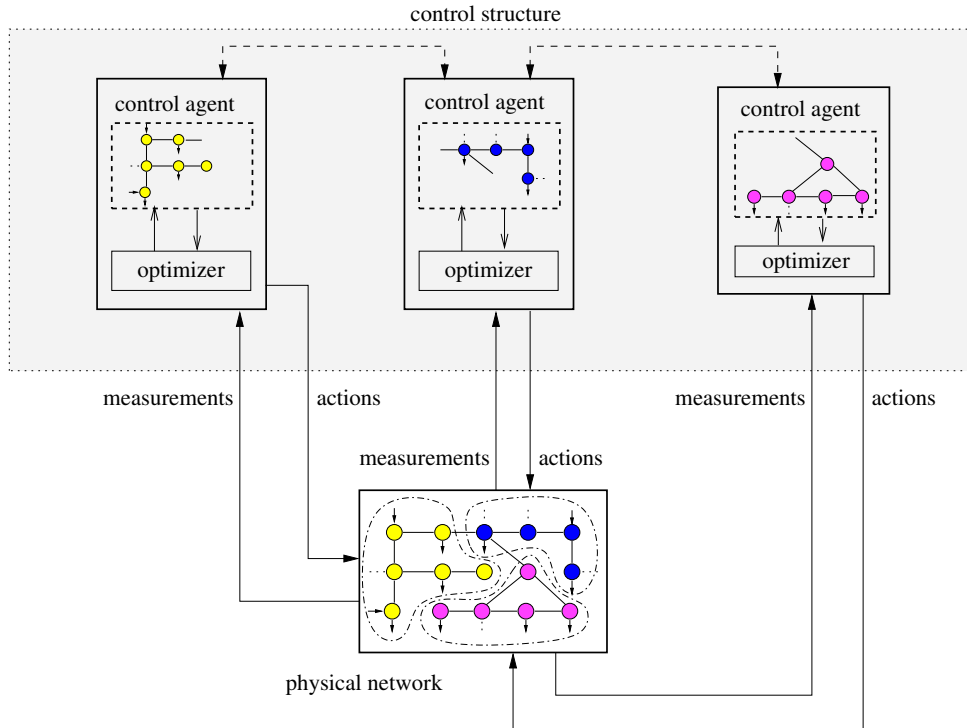 control structure
control agent
control agent
control agent
optimizer
optimizer
optimizer
measurements
actions
measurements
actions
measurements
actions
physical network